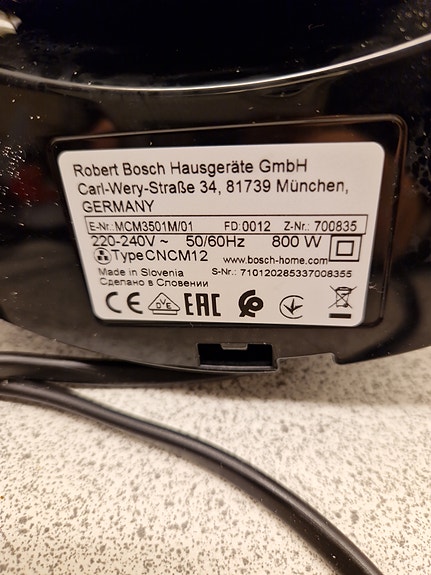 Robert Bosch Hausgeräte GmbH
Carl-Wery-Straße 34, 81739 München,
GERMANY
E-Nr.:MCM3501M/01 FD:0012 Z-Nr.: 700835
220-240V ~ 50/60Hz 800 W
Type CNCM12 www.bosch-home.com
Made in Slovenia S-Nr.: 710120285337008355
Сделано в Словении
CE DVE EAC